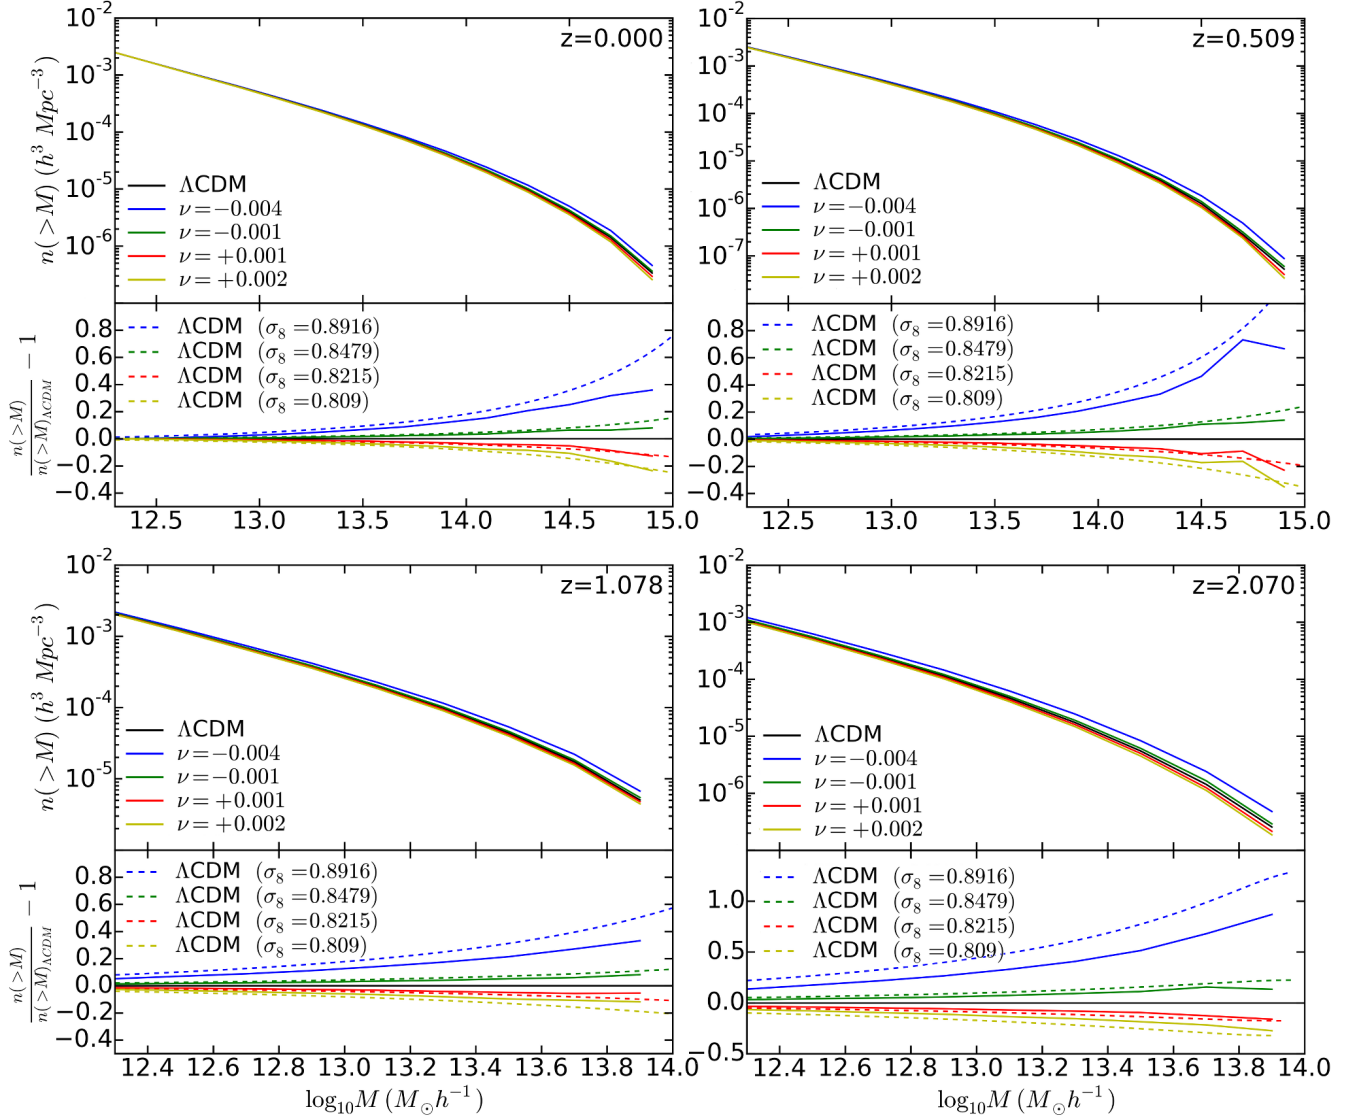 z=0.000
n(>M) (h³ Mpc⁻³)
10⁻²
10⁻³
10⁻⁴
10⁻⁵
10⁻⁶
ΛCDM
ν=−0.004
ν=−0.001
ν=+0.001
ν=+0.002
n(>M)/n(>M)ΛCDM − 1
0.8
0.6
0.4
0.2
0.0
−0.2
−0.4
ΛCDM (σ₈=0.8916)
ΛCDM (σ₈=0.8479)
ΛCDM (σ₈=0.8215)
ΛCDM (σ₈=0.809)
12.5 13.0 13.5 14.0 14.5 15.0
z=0.509
10⁻²
10⁻³
10⁻⁴
10⁻⁵
10⁻⁶
10⁻⁷
ΛCDM
ν=−0.004
ν=−0.001
ν=+0.001
ν=+0.002
0.8
0.6
0.4
0.2
0.0
−0.2
−0.4
ΛCDM (σ₈=0.8916)
ΛCDM (σ₈=0.8479)
ΛCDM (σ₈=0.8215)
ΛCDM (σ₈=0.809)
12.5 13.0 13.5 14.0 14.5 15.0
z=1.078
n(>M) (h³ Mpc⁻³)
10⁻²
10⁻³
10⁻⁴
10⁻⁵
ΛCDM
ν=−0.004
ν=−0.001
ν=+0.001
ν=+0.002
n(>M)/n(>M)ΛCDM − 1
0.8
0.6
0.4
0.2
0.0
−0.2
−0.4
ΛCDM (σ₈=0.8916)
ΛCDM (σ₈=0.8479)
ΛCDM (σ₈=0.8215)
ΛCDM (σ₈=0.809)
12.4 12.6 12.8 13.0 13.2 13.4 13.6 13.8 14.0
log₁₀M (M⊙h⁻¹)
z=2.070
10⁻²
10⁻³
10⁻⁴
10⁻⁵
10⁻⁶
ΛCDM
ν=−0.004
ν=−0.001
ν=+0.001
ν=+0.002
1.0
0.5
0.0
−0.5
ΛCDM (σ₈=0.8916)
ΛCDM (σ₈=0.8479)
ΛCDM (σ₈=0.8215)
ΛCDM (σ₈=0.809)
12.4 12.6 12.8 13.0 13.2 13.4 13.6 13.8 14.0
log₁₀M (M⊙h⁻¹)